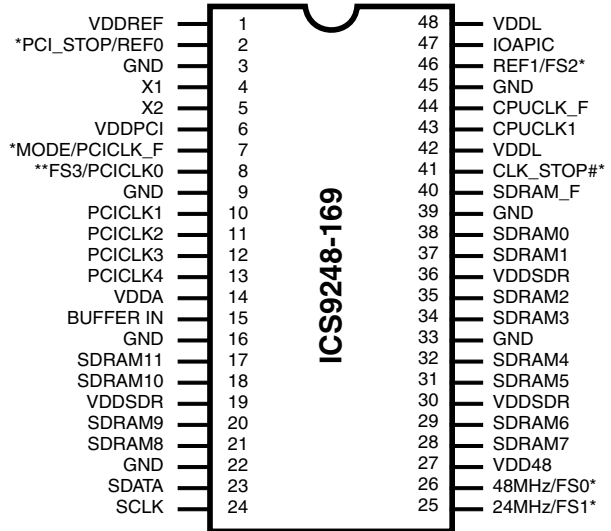 VDDREF 1 48 VDDL
*PCI_STOP/REF0 2 47 IOAPIC
GND 3 46 REF1/FS2*
X1 4 45 GND
X2 5 44 CPUCLK_F
VDDPCI 6 43 CPUCLK1
*MODE/PCICLK_F 7 42 VDDL
**FS3/PCICLK0 8 41 CLK_STOP#*
GND 9 40 SDRAM_F
PCICLK1 10 39 GND
PCICLK2 11 38 SDRAM0
PCICLK3 12 37 SDRAM1
PCICLK4 13 36 VDDSDR
VDDA 14 35 SDRAM2
BUFFER IN 15 34 SDRAM3
GND 16 33 GND
SDRAM11 17 32 SDRAM4
SDRAM10 18 31 SDRAM5
VDDSDR 19 30 VDDSDR
SDRAM9 20 29 SDRAM6
SDRAM8 21 28 SDRAM7
GND 22 27 VDD48
SDATA 23 26 48MHz/FS0*
SCLK 24 25 24MHz/FS1*
ICS9248-169